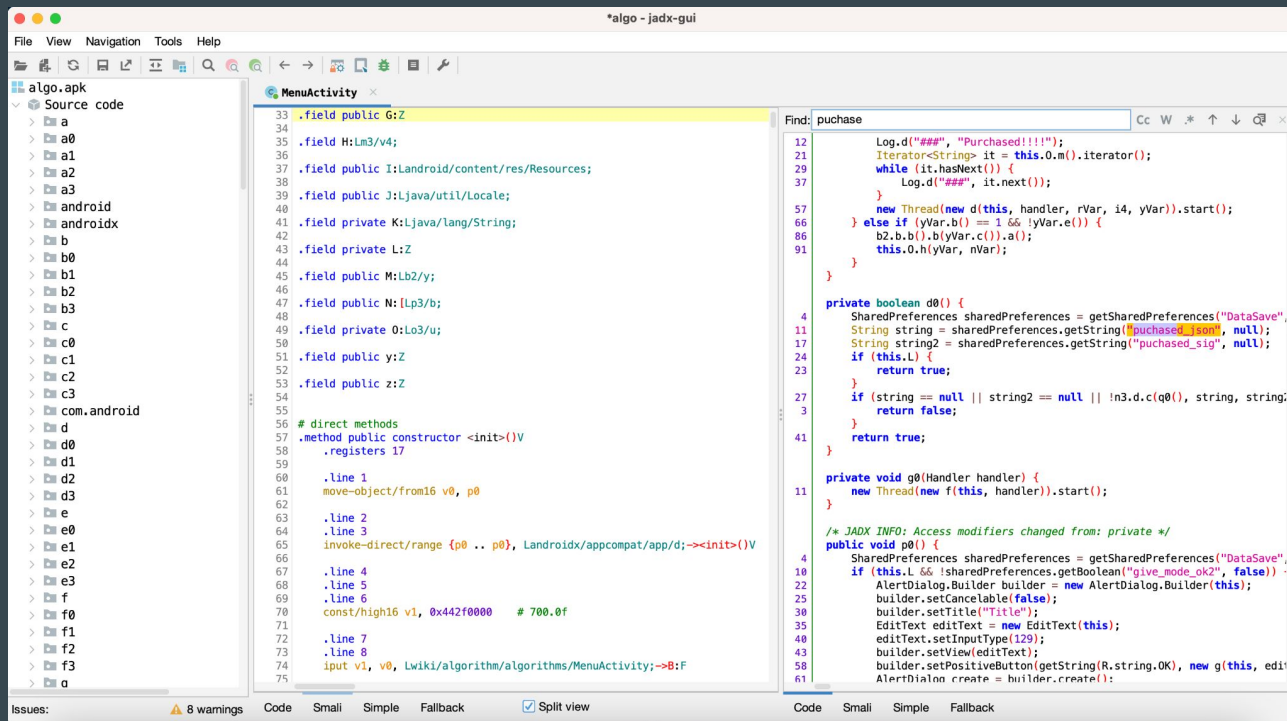 *algo - jadx-gui
File View Navigation Tools Help
algo.apk
Source code
a
a0
a1
a2
a3
android
androidx
b
b0
b1
b2
b3
c
c0
c1
c2
c3
com.android
d
d0
d1
d2
d3
e
e0
e1
e2
e3
f
f0
f1
f2
f3
g
Issues: 8 warnings
MenuActivity
33 .field public G:Z
34
35 .field H:Lm3/v4;
36
37 .field public I:Landroid/content/res/Resources;
38
39 .field public J:Ljava/util/Locale;
40
41 .field private K:Ljava/lang/String;
42
43 .field private L:Z
44
45 .field public M:Lb2/y;
46
47 .field public N:[Lp3/b;
48
49 .field private O:Lo3/u;
50
51 .field public y:Z
52
53 .field public z:Z
54
55
56 # direct methods
57 .method public constructor <init>()V
58 .registers 17
59
60 .line 1
61 move-object/from16 v0, p0
62
63 .line 2
64 .line 3
65 invoke-direct/range {p0 .. p0}, Landroidx/appcompat/app/d;-><init>()V
66
67 .line 4
68 .line 5
69 .line 6
70 const/high16 v1, 0x442f0000 # 700.0f
71
72 .line 7
73 .line 8
74 iput v1, v0, Lwiki/algorithm/algorithms/MenuActivity;->B:F
75
Code Smali Simple Fallback Split view
Find: puchase Cc W .*
12 Log.d("###", "Purchased!!!!");
21 Iterator<String> it = this.O.m().iterator();
29 while (it.hasNext()) {
37 Log.d("###", it.next());
}
57 new Thread(new d(this, handler, rVar, i4, yVar)).start();
66 } else if (yVar.b() == 1 && !yVar.e()) {
86 b2.b.b().b(yVar.c()).a();
91 this.O.h(yVar, nVar);
}
}
private boolean d0() {
4 SharedPreferences sharedPreferences = getSharedPreferences("DataSave",
11 String string = sharedPreferences.getString("puchased_json", null);
17 String string2 = sharedPreferences.getString("puchased_sig", null);
24 if (this.L) {
23 return true;
}
27 if (string == null || string2 == null || !n3.d.c(q0(), string, string2
3 return false;
}
41 return true;
}
private void g0(Handler handler) {
11 new Thread(new f(this, handler)).start();
}
/* JADX INFO: Access modifiers changed from: private */
public void p0() {
4 SharedPreferences sharedPreferences = getSharedPreferences("DataSave",
10 if (this.L && !sharedPreferences.getBoolean("give_mode_ok2", false)) {
22 AlertDialog.Builder builder = new AlertDialog.Builder(this);
25 builder.setCancelable(false);
30 builder.setTitle("Title");
35 EditText editText = new EditText(this);
40 editText.setInputType(129);
43 builder.setView(editText);
58 builder.setPositiveButton(getString(R.string.OK), new g(this, edit
61 AlertDialog create = builder.create();
Code Smali Simple Fallback